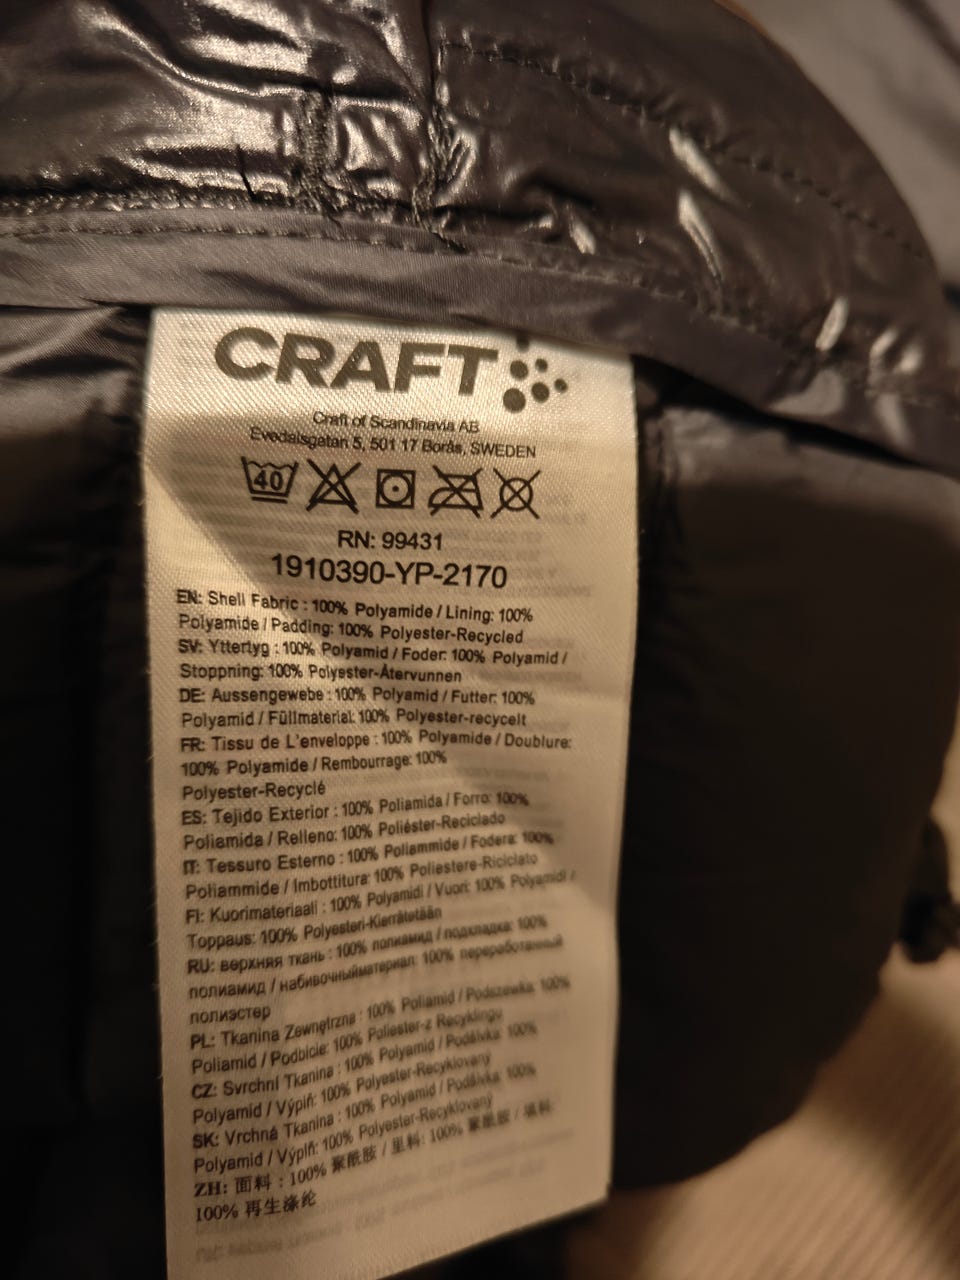 CRAFT
Craft of Scandinavia AB
Evedalsgatan 5, 501 17 Borås, SWEDEN
40
RN: 99431
1910390-YP-2170
EN: Shell Fabric : 100% Polyamide / Lining: 100%
Polyamide / Padding: 100% Polyester-Recycled
SV: Yttertyg : 100% Polyamid / Foder: 100% Polyamid /
Stoppning: 100% Polyester-Återvunnen
DE: Aussengewebe : 100% Polyamid / Futter: 100%
Polyamid / Füllmaterial: 100% Polyester-recycelt
FR: Tissu de L'enveloppe : 100% Polyamide / Doublure:
100% Polyamide / Rembourrage: 100%
Polyester-Recyclé
ES: Tejido Exterior : 100% Poliamida / Forro: 100%
Poliamida / Relleno: 100% Poliéster-Reciclado
IT: Tessuto Esterno : 100% Poliammide / Fodera: 100%
Poliammide / Imbottitura: 100% Poliestere-Riciclato
FI: Kuorimateriaali : 100% Polyamidi / Vuori: 100% Polyamidi /
Toppaus: 100% Polyesteri-Kierrätetään
RU: верхняя ткань : 100% полиамид / подкладка: 100%
полиамид / набивочныйматериал: 100% переработанный
полиэстер
PL: Tkanina Zewnętrzna : 100% Poliamid / Podszewka: 100%
Poliamid / Podbicie: 100% Poliester-z Recyklingu
CZ: Svrchní Tkanina : 100% Polyamid / Podšívka: 100%
Polyamid / Výpiň: 100% Polyester-Recyklovaný
SK: Vrchná Tkanina : 100% Polyamid / Podšívka: 100%
Polyamid / Výplň: 100% Polyester-Recyklovaný
ZH: 面料 : 100% 聚酰胺 / 里料: 100% 聚酰胺 / 填料:
100% 再生涤纶